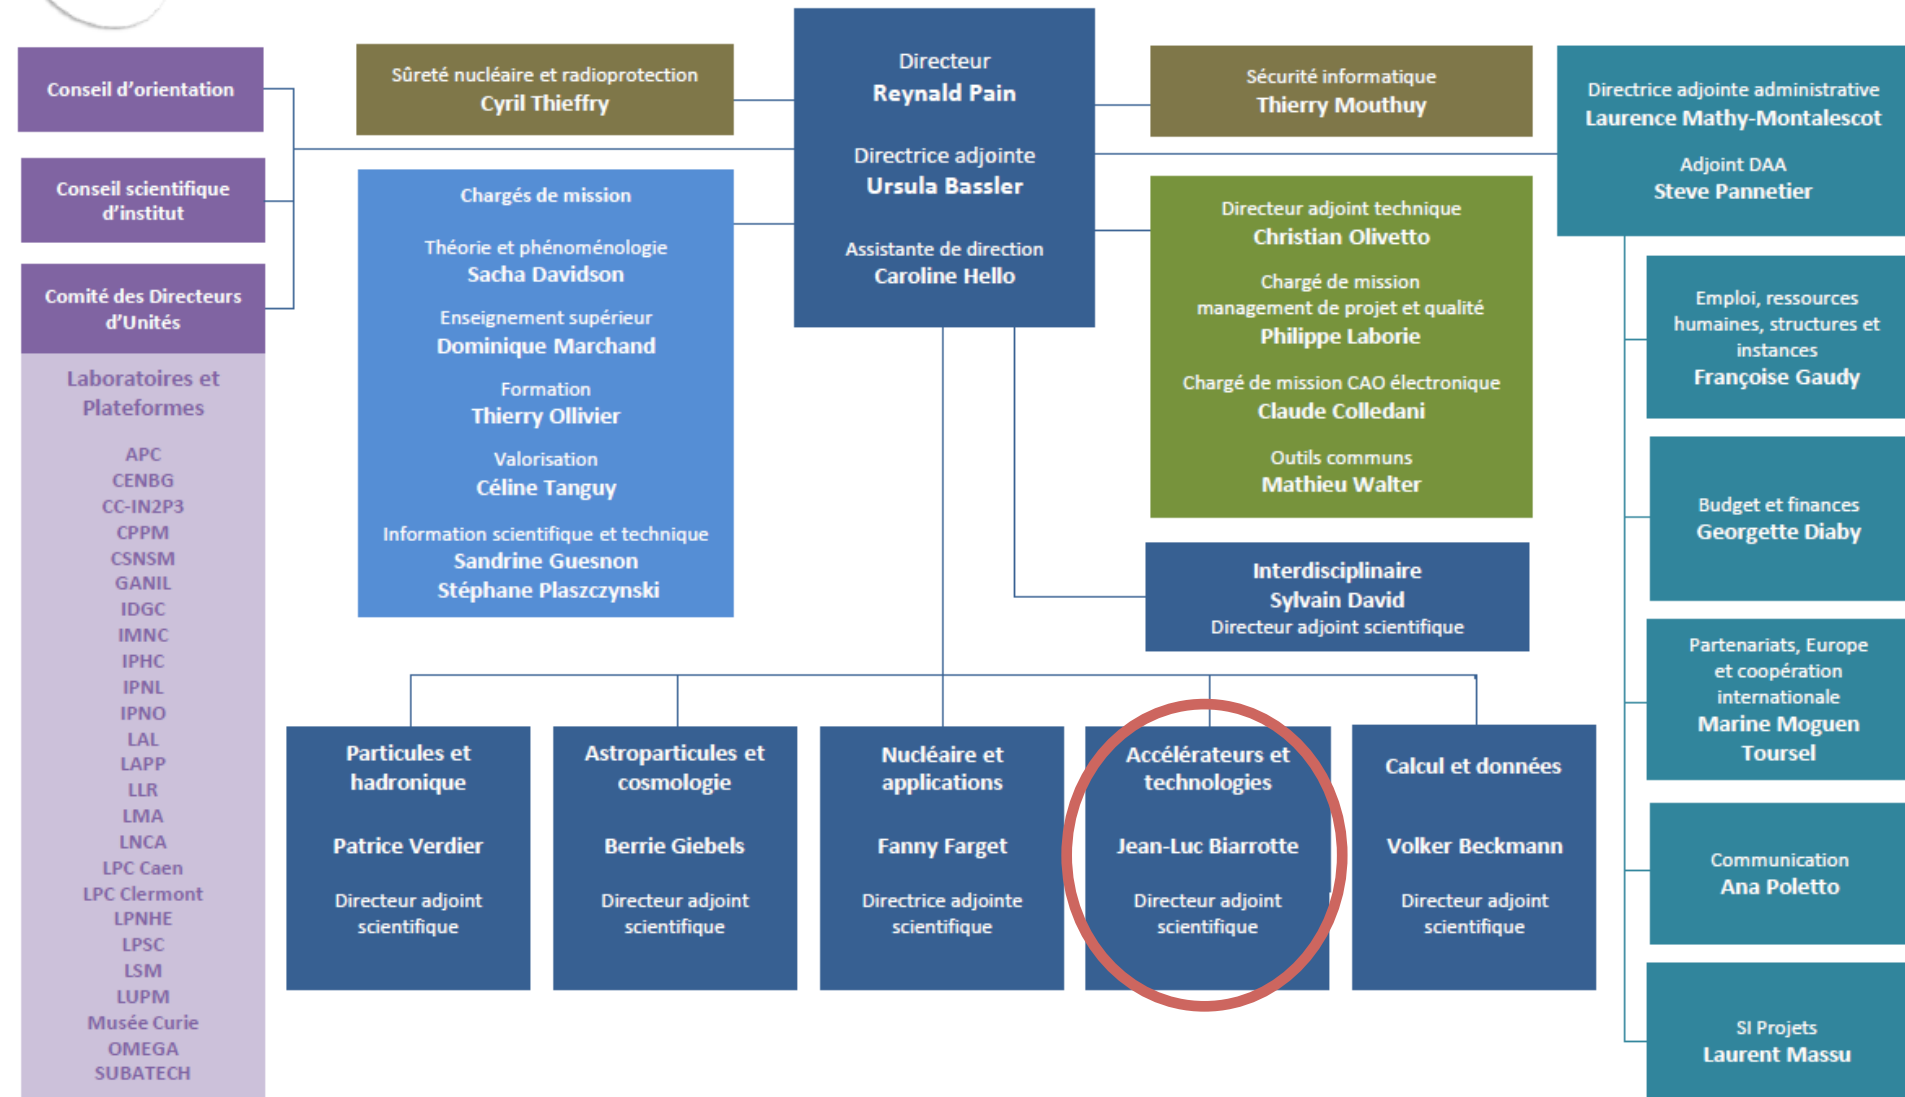 Conseil d'orientation
Conseil scientifique
d'institut
Comité des Directeurs
d'Unités
Laboratoires et
Plateformes
APC
CENBG
CC-IN2P3
CPPM
CSNSM
GANIL
IDGC
IMNC
IPHC
IPNL
IPNO
LAL
LAPP
LLR
LMA
LNCA
LPC Caen
LPC Clermont
LPNHE
LPSC
LSM
LUPM
Musée Curie
OMEGA
SUBATECH
Sûreté nucléaire et radioprotection
Cyril Thieffry
Chargés de mission
Théorie et phénoménologie
Sacha Davidson
Enseignement supérieur
Dominique Marchand
Formation
Thierry Ollivier
Valorisation
Céline Tanguy
Information scientifique et technique
Sandrine Guesnon
Stéphane Plaszczynski
Directeur
Reynald Pain
Directrice adjointe
Ursula Bassler
Assistante de direction
Caroline Hello
Sécurité informatique
Thierry Mouthuy
Directeur adjoint technique
Christian Olivetto
Chargé de mission
management de projet et qualité
Philippe Laborie
Chargé de mission CAO électronique
Claude Colledani
Outils communs
Mathieu Walter
Interdisciplinaire
Sylvain David
Directeur adjoint scientifique
Directrice adjointe administrative
Laurence Mathy-Montalescot
Adjoint DAA
Steve Pannetier
Emploi, ressources
humaines, structures et
instances
Françoise Gaudy
Budget et finances
Georgette Diaby
Partenariats, Europe
et coopération
internationale
Marine Moguen
Toursel
Communication
Ana Poletto
SI Projets
Laurent Massu
Particules et
hadronique
Patrice Verdier
Directeur adjoint
scientifique
Astroparticules et
cosmologie
Berrie Giebels
Directeur adjoint
scientifique
Nucléaire et
applications
Fanny Farget
Directrice adjointe
scientifique
Accélérateurs et
technologies
Jean-Luc Biarrotte
Directeur adjoint
scientifique
Calcul et données
Volker Beckmann
Directeur adjoint
scientifique